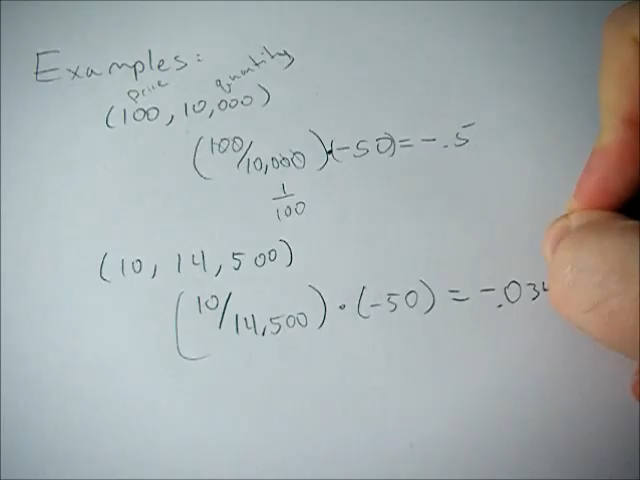 Examples:
price quantity
(100, 10,000)
(100/10,000)·(-50)=-.5
1/100
(10, 14,500)
(10/14,500)·(-50)=-.034